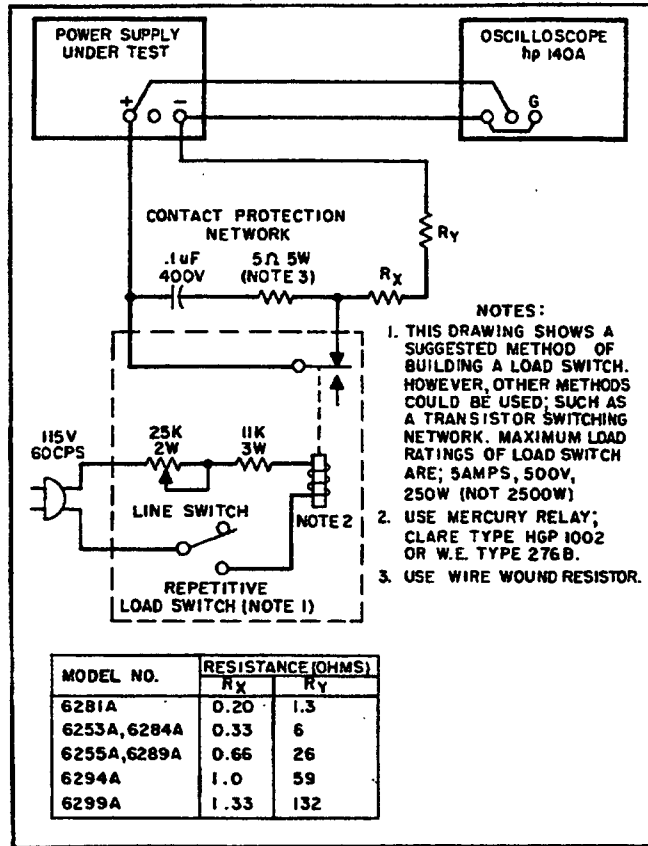 POWER SUPPLY
UNDER TEST
+
−
OSCILLOSCOPE
hp 140A
G
CONTACT PROTECTION
NETWORK
.1uF
400V
5Ω 5W
(NOTE 3)
RX
RY
115V
60CPS
25K
2W
11K
3W
LINE SWITCH
NOTE 2
REPETITIVE
LOAD SWITCH (NOTE 1)
NOTES:
1. THIS DRAWING SHOWS A
SUGGESTED METHOD OF
BUILDING A LOAD SWITCH.
HOWEVER, OTHER METHODS
COULD BE USED; SUCH AS
A TRANSISTOR SWITCHING
NETWORK. MAXIMUM LOAD
RATINGS OF LOAD SWITCH
ARE; 5AMPS, 500V,
250W (NOT 2500W)
2. USE MERCURY RELAY;
CLARE TYPE HGP 1002
OR W.E. TYPE 276B.
3. USE WIRE WOUND RESISTOR.
MODEL NO. RESISTANCE (OHMS)
RX RY
6281A 0.20 1.3
6253A, 6284A 0.33 6
6255A, 6289A 0.66 26
6294A 1.0 59
6299A 1.33 132